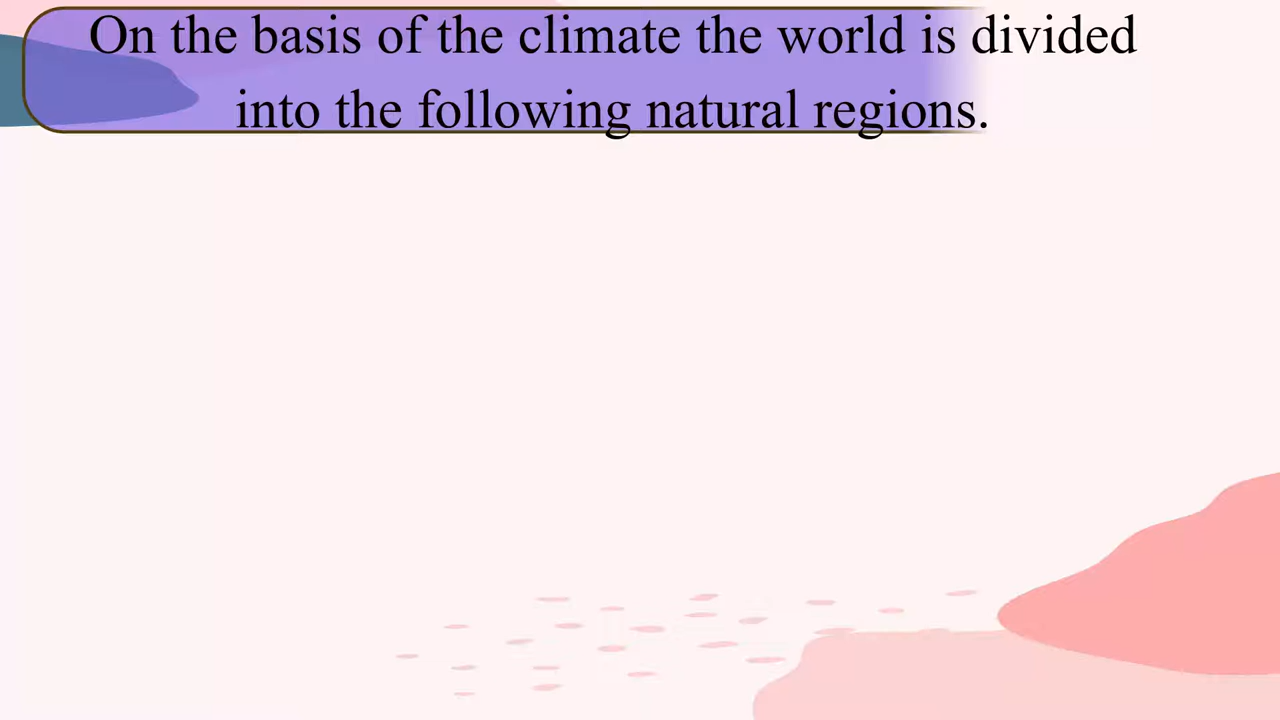 On the basis of the climate the world is divided
into the following natural regions.